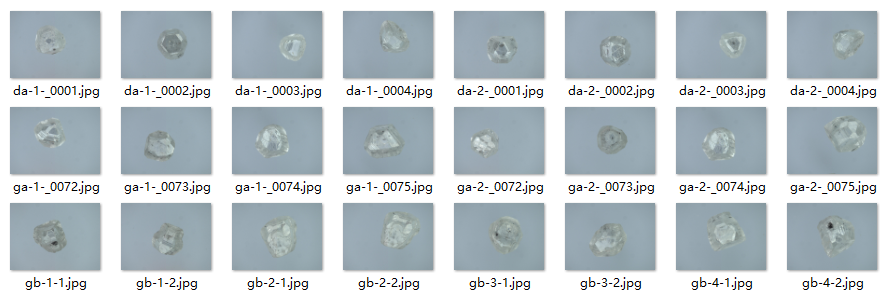 da-1-_0001.jpg da-1-_0002.jpg da-1-_0003.jpg da-1-_0004.jpg da-2-_0001.jpg da-2-_0002.jpg da-2-_0003.jpg da-2-_0004.jpg
ga-1-_0072.jpg ga-1-_0073.jpg ga-1-_0074.jpg ga-1-_0075.jpg ga-2-_0072.jpg ga-2-_0073.jpg ga-2-_0074.jpg ga-2-_0075.jpg
gb-1-1.jpg gb-1-2.jpg gb-2-1.jpg gb-2-2.jpg gb-3-1.jpg gb-3-2.jpg gb-4-1.jpg gb-4-2.jpg